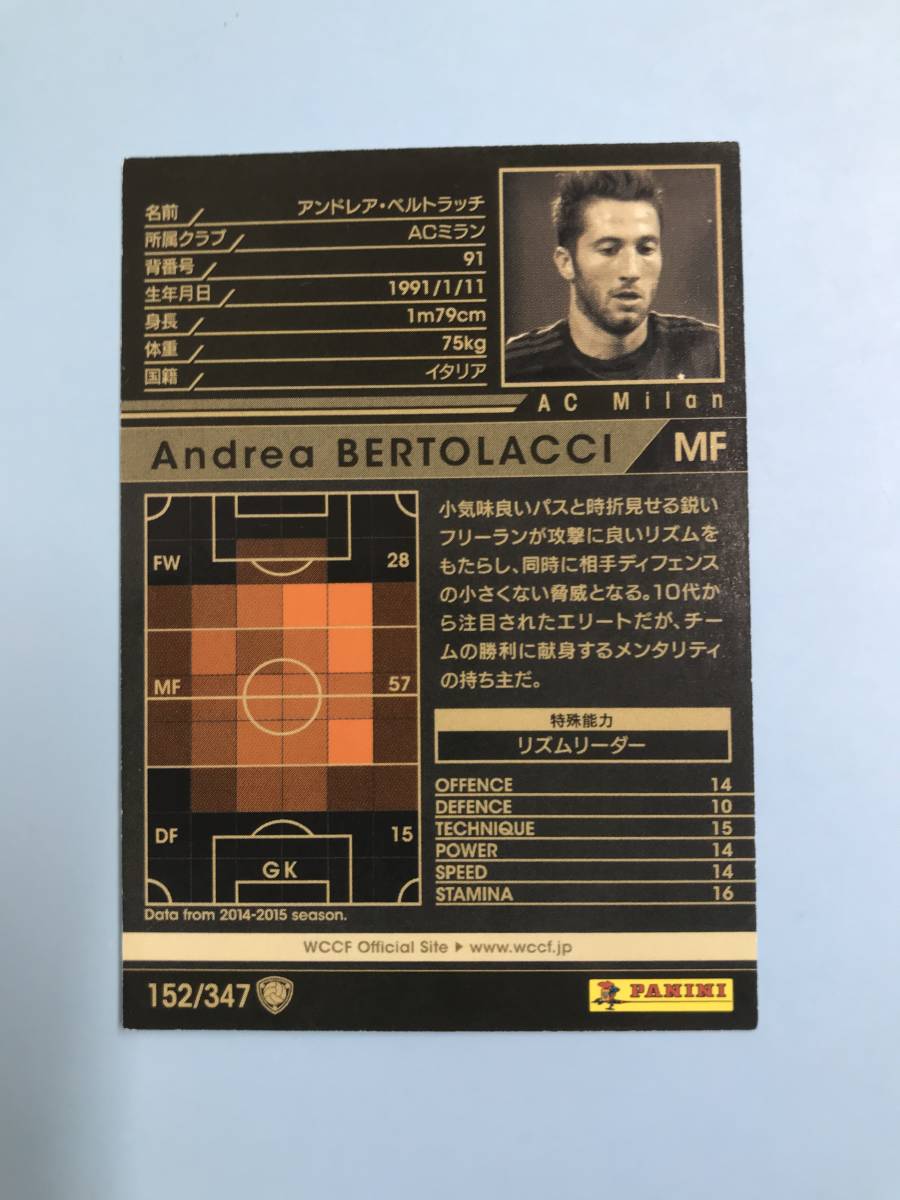 名前 アンドレア・ベルトラッチ
所属クラブ ACミラン
背番号 91
生年月日 1991/1/11
身長 1m79cm
体重 75kg
国籍 イタリア
AC Milan
Andrea BERTOLACCI MF
FW 28
MF 57
DF 15
GK
Data from 2014-2015 season.
小気味良いパスと時折見せる鋭い
フリーランが攻撃に良いリズムを
もたらし、同時に相手ディフェンス
の小さくない脅威となる。10代か
ら注目されたエリートだが、チー
ムの勝利に献身するメンタリティ
の持ち主だ。
特殊能力
リズムリーダー
OFFENCE 14
DEFENCE 10
TECHNIQUE 15
POWER 14
SPEED 14
STAMINA 16
WCCF Official Site ▶ www.wccf.jp
152/347
PANINI